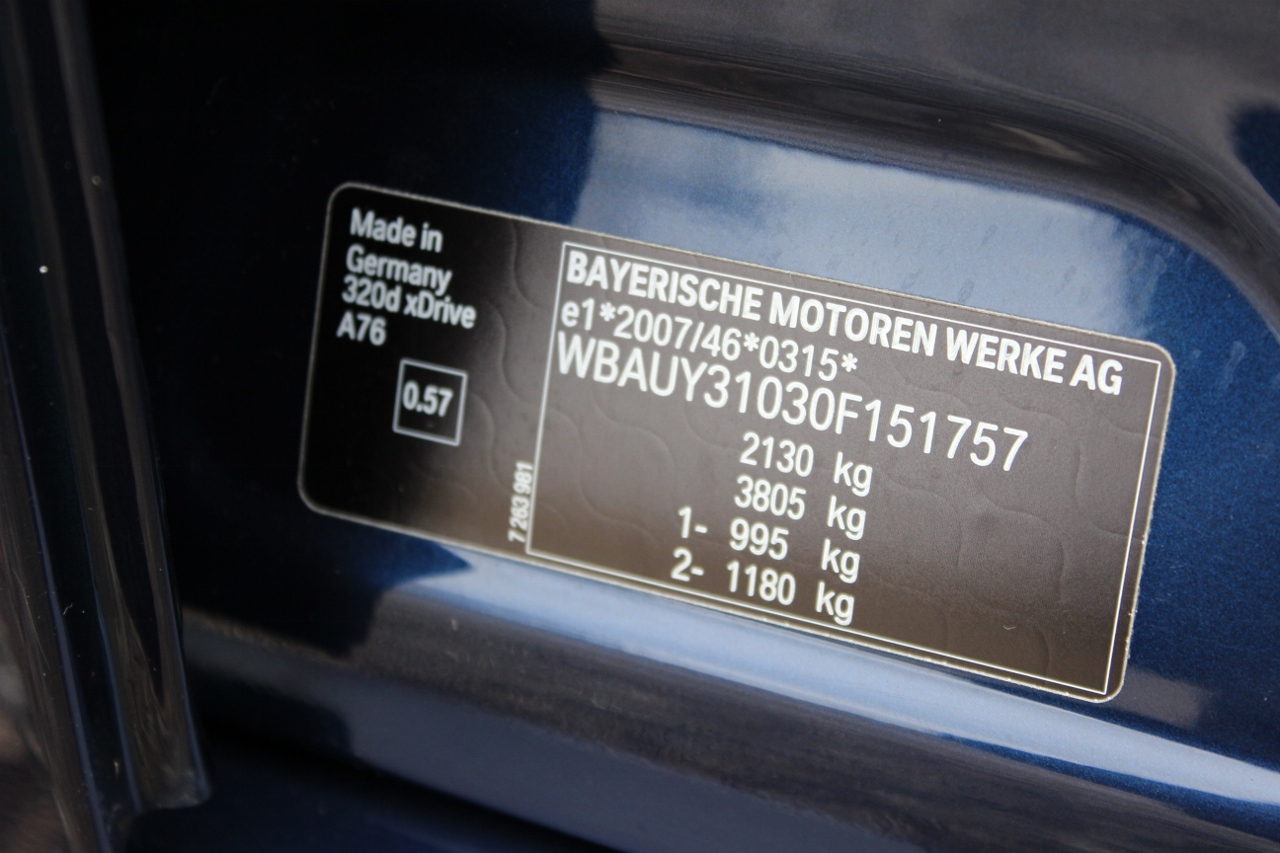 Made in
Germany
320d xDrive
A76
0.57
7 263 981
BAYERISCHE MOTOREN WERKE AG
e1*2007/46*0315*
WBAUY31030F151757
2130 kg
3805 kg
1- 995 kg
2- 1180 kg